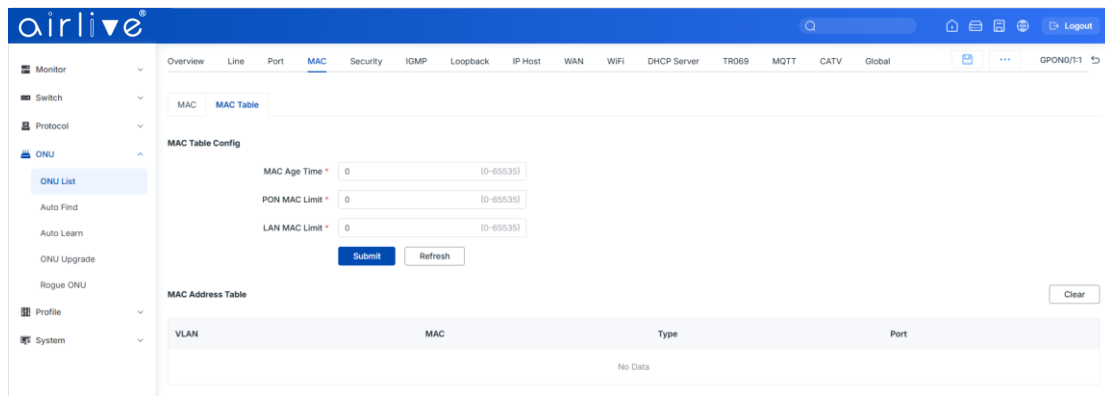 airlive®
Logout
Monitor
Switch
Protocol
ONU
ONU List
Auto Find
Auto Learn
ONU Upgrade
Rogue ONU
Profile
System
Overview Line Port MAC Security IGMP Loopback IP Host WAN WiFi DHCP Server TR069 MQTT CATV Global ... GPON0/1:1
MAC MAC Table
MAC Table Config
MAC Age Time * 0 (0-65535)
PON MAC Limit * 0 (0-65535)
LAN MAC Limit * 0 (0-65535)
Submit Refresh
MAC Address Table Clear
VLAN MAC Type Port
No Data